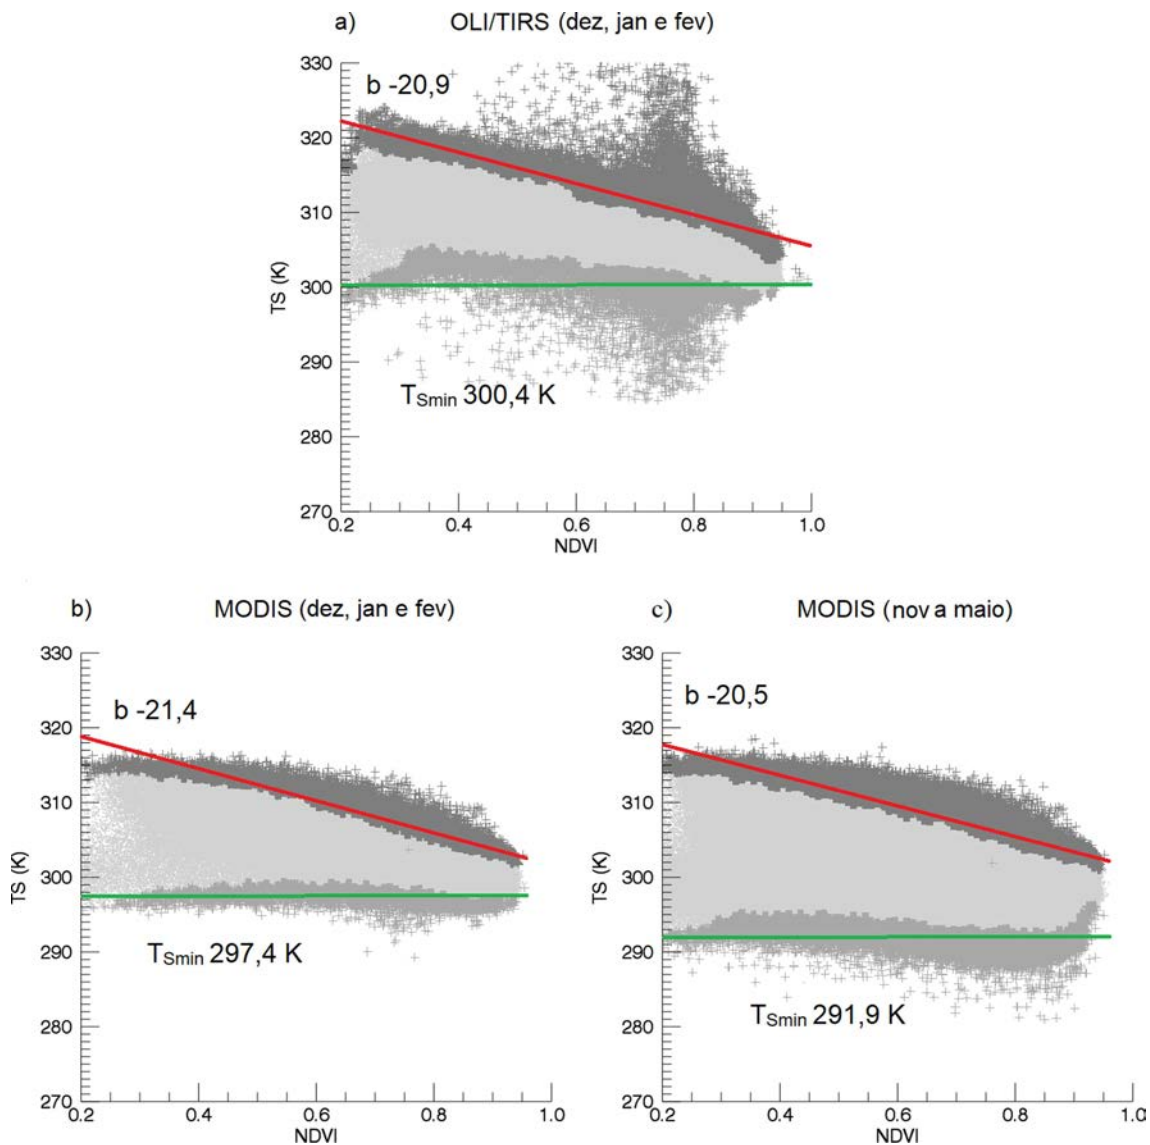 a) OLI/TIRS (dez, jan e fev)
330
b -20,9
320
310
TS (K)
300
290
T_Smin 300,4 K
280
270
0.2 0.4 0.6 0.8 1.0
NDVI
b) MODIS (dez, jan e fev)
330
b -21,4
320
310
TS (K)
300
290
T_Smin 297,4 K
280
270
0.2 0.4 0.6 0.8 1.0
NDVI
c) MODIS (nov a maio)
330
b -20,5
320
310
TS (K)
300
290
T_Smin 291,9 K
280
270
0.2 0.4 0.6 0.8 1.0
NDVI